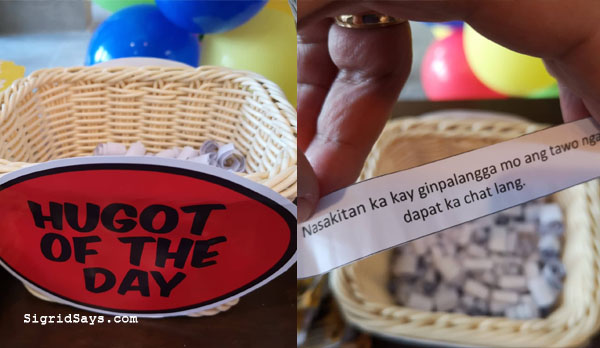 HUGOT
OF THE
DAY
SigridSays.com
Nasakitan ka kay ginpalangga mo ang tawo nga
dapat ka chat lang.